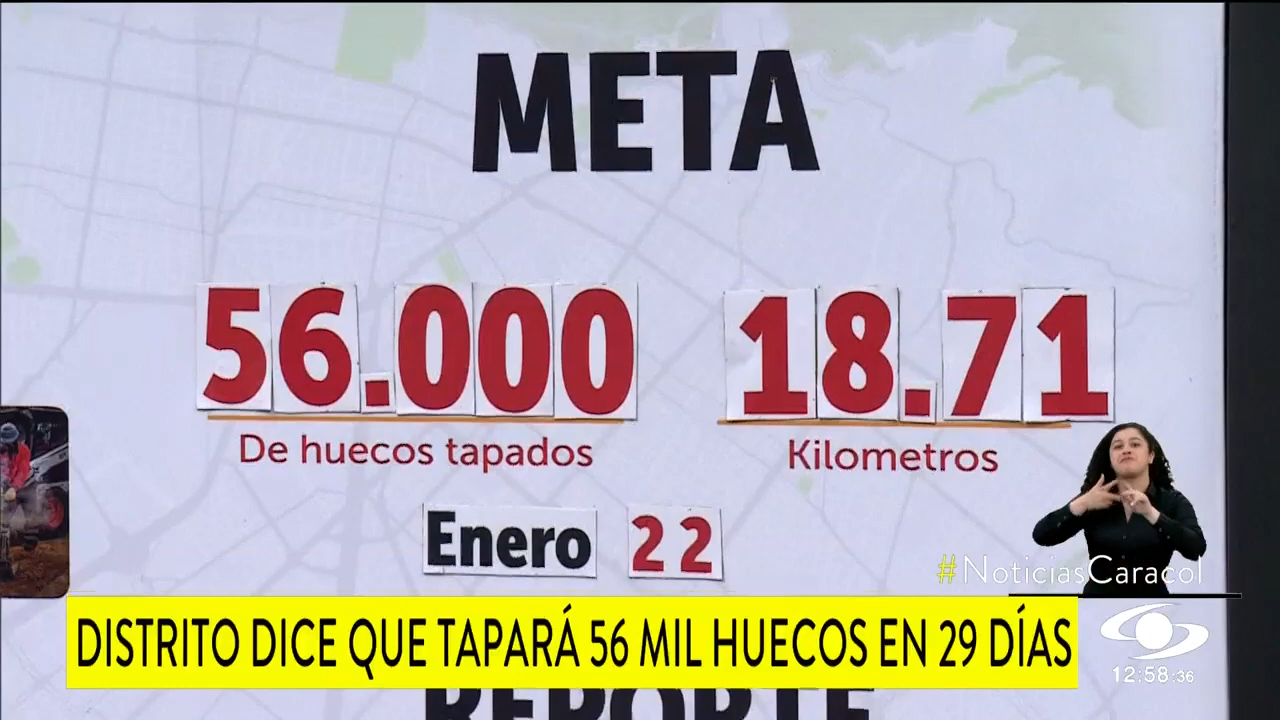 META
56.000 18.71
De huecos tapados Kilometros
Enero 22
#NoticiasCaracol
DISTRITO DICE QUE TAPARÁ 56 MIL HUECOS EN 29 DÍAS
12:58:36
REPORTE